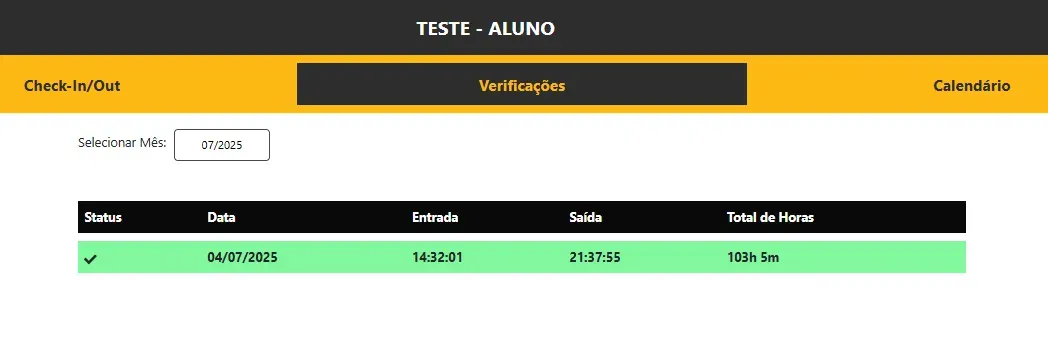 TESTE - ALUNO
Check-In/Out Verificações Calendário
Selecionar Mês: 07/2025
Status Data Entrada Saída Total de Horas
04/07/2025 14:32:01 21:37:55 103h 5m